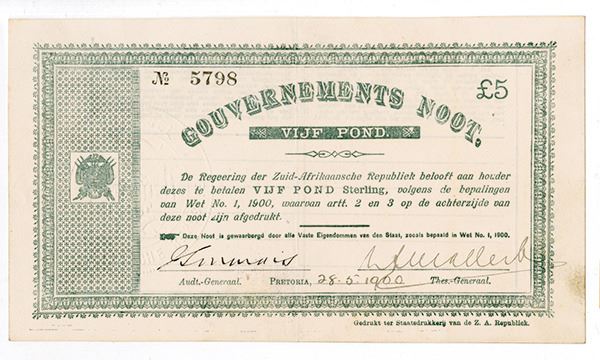 № 5798
£5
GOUVERNEMENTS NOOT,
VIJF POND.
De Regeering der Zuid-Afrikaansche Republiek belooft aan houder
dezes te betalen VIJF POND Sterling, volgens de bepalingen
van Wet No. 1, 1900, waarvan artt. 2 en 3 op de achterzijde van
deze noot zijn afgedrukt.
Deze Noot is gewaarborgd door alle Vaste Eigendommen van den Staat, zooals bepaald in Wet No. 1, 1900.
Audt.-Generaal. PRETORIA, 28-5-1900 Thes.-Generaal.
Gedrukt ter Staatsdrukkerij van de Z. A. Republiek.